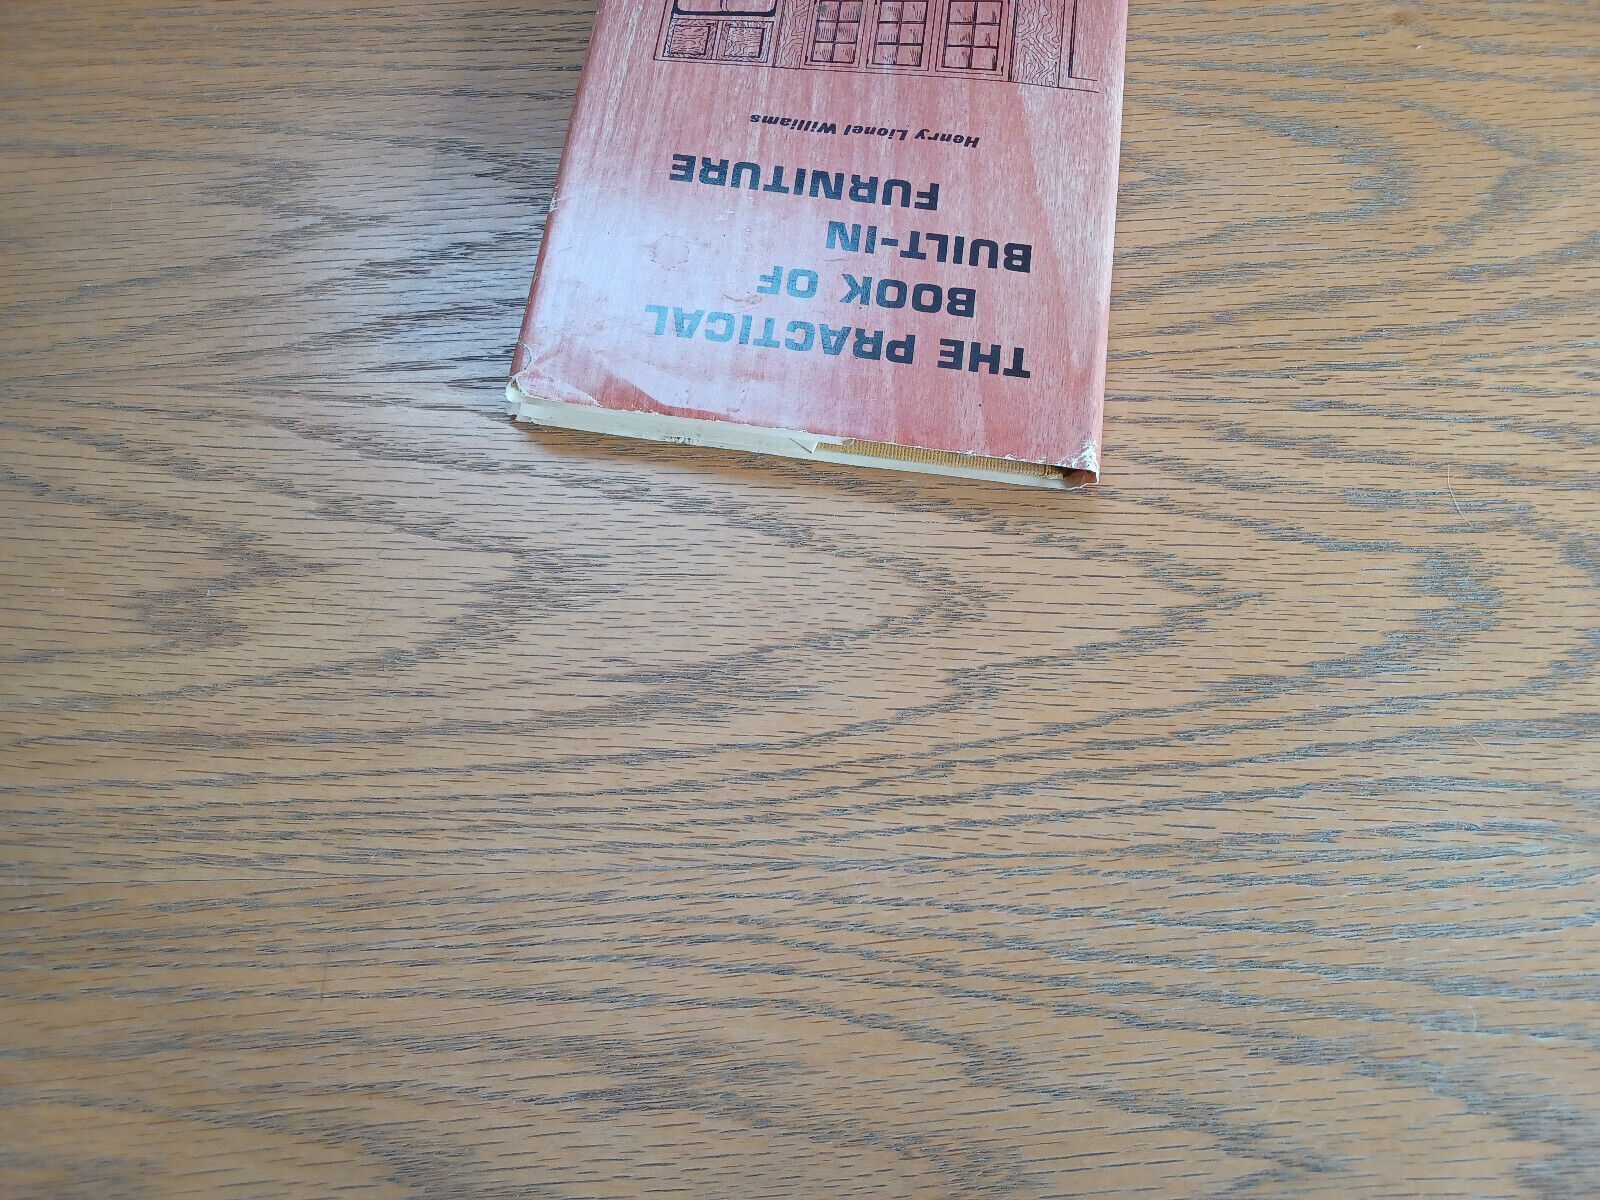 THE PRACTICAL
BOOK OF
BUILT-IN
FURNITURE
Henry Lionel Williams